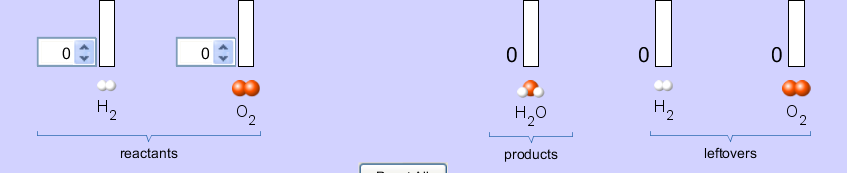 0 0 0 0 0
H2 O2 H2O H2 O2
reactants products leftovers